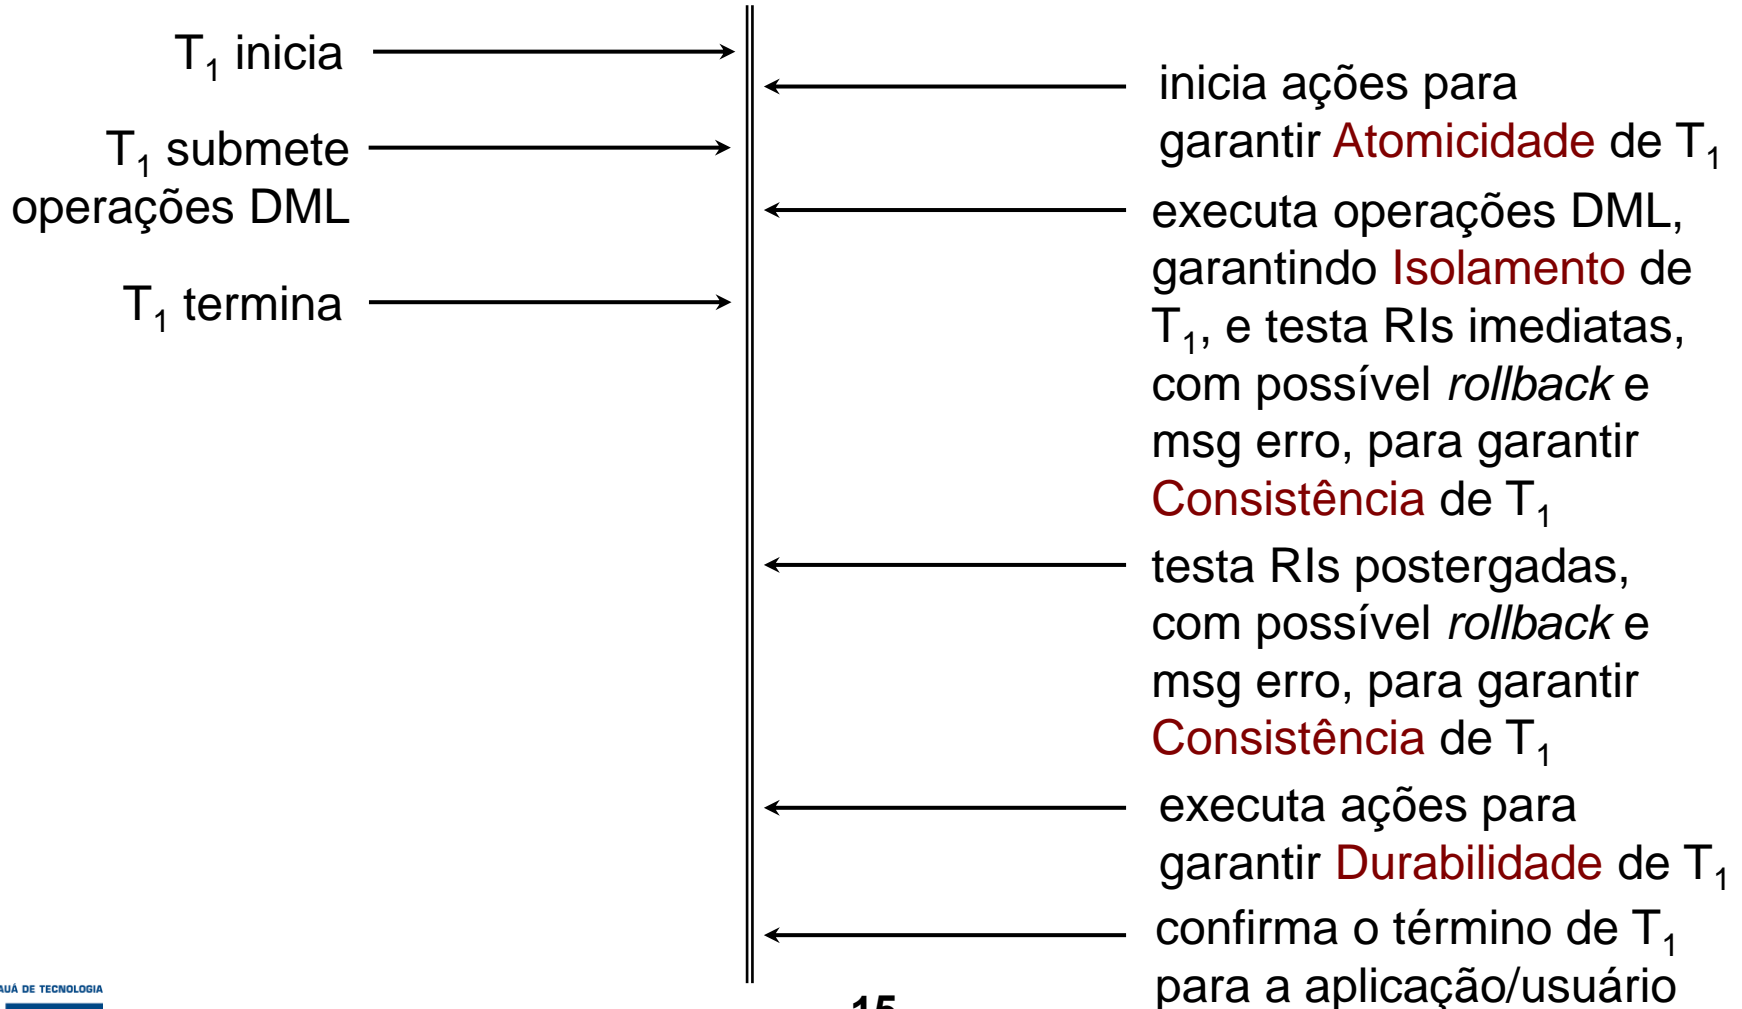 T₁ inicia
T₁ submete
operações DML
T₁ termina
inicia ações para
garantir Atomicidade de T₁
executa operações DML,
garantindo Isolamento de
T₁, e testa RIs imediatas,
com possível rollback e
msg erro, para garantir
Consistência de T₁
testa RIs postergadas,
com possível rollback e
msg erro, para garantir
Consistência de T₁
executa ações para
garantir Durabilidade de T₁
confirma o término de T₁
para a aplicação/usuário
DE TECNOLOGIA
15